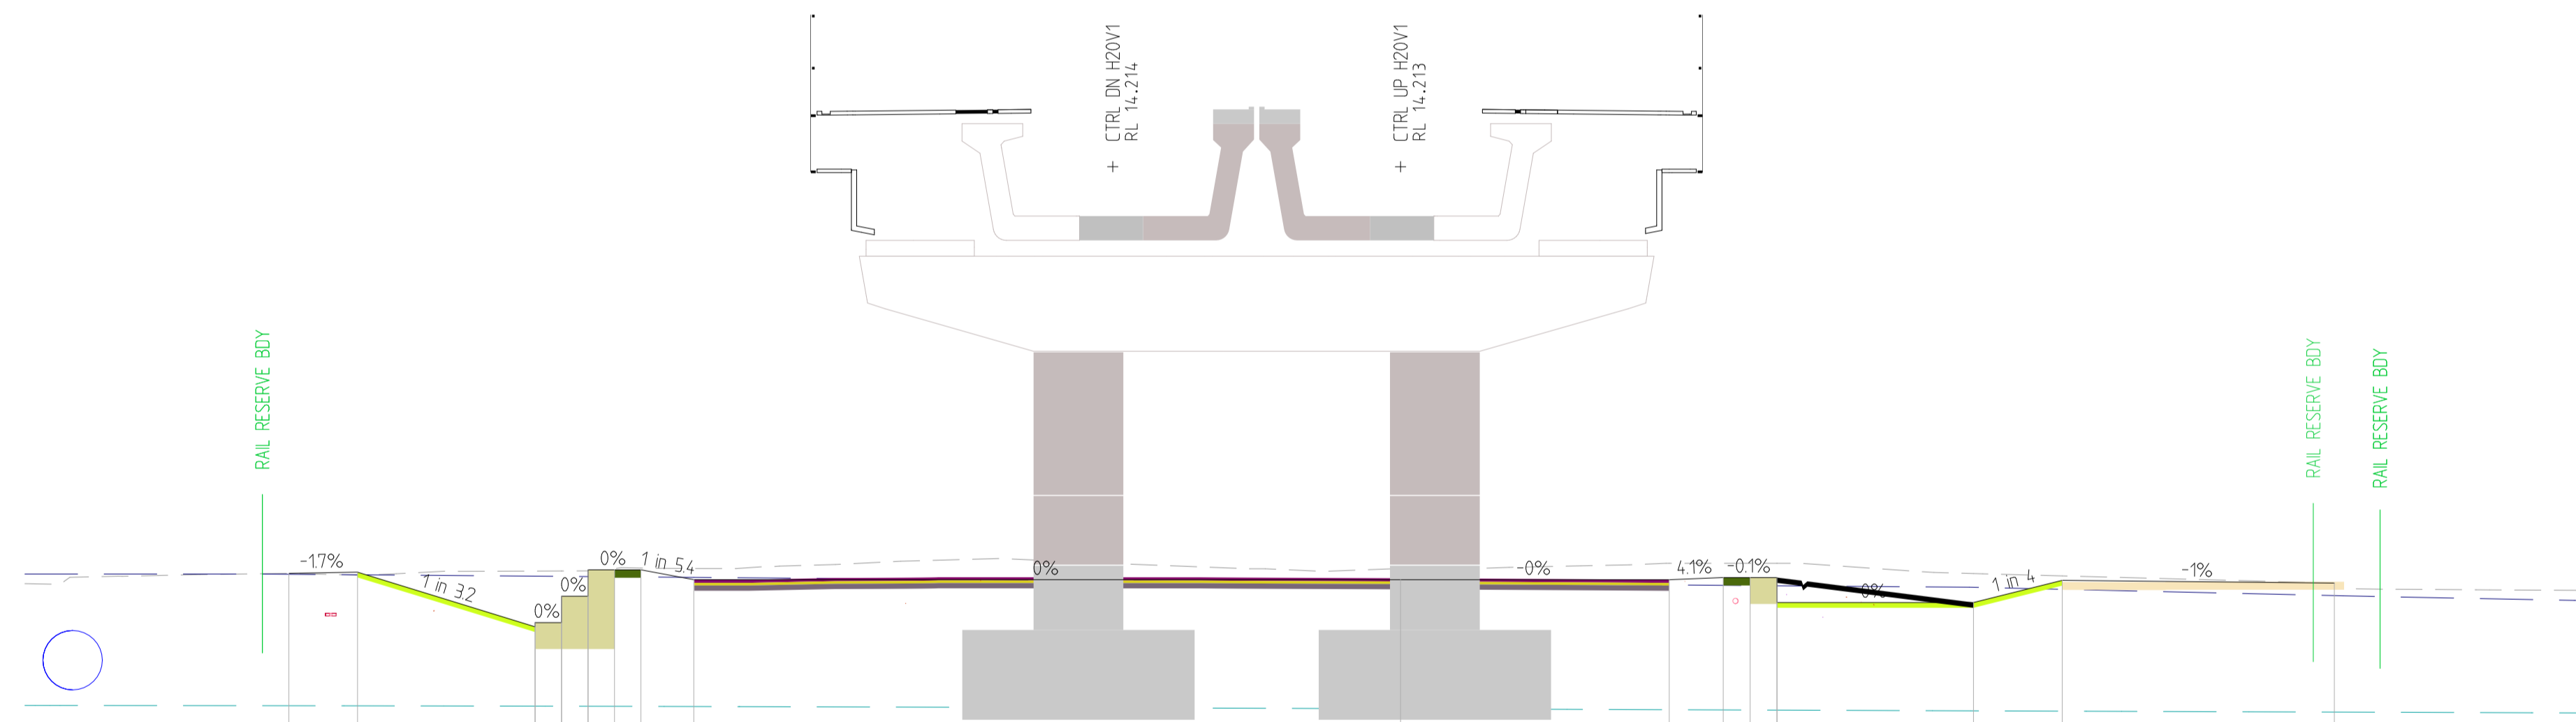 CTRL DN H20V1
RL 14.214
CTRL UP H20V1
RL 14.213
RAIL RESERVE BDY
RAIL RESERVE BDY
RAIL RESERVE BDY
-1.7%
1 in 3.2
0%
0%
0%
1 in 5.4
0%
-0%
4.1%
-0.1%
0%
1 in 4
-1%